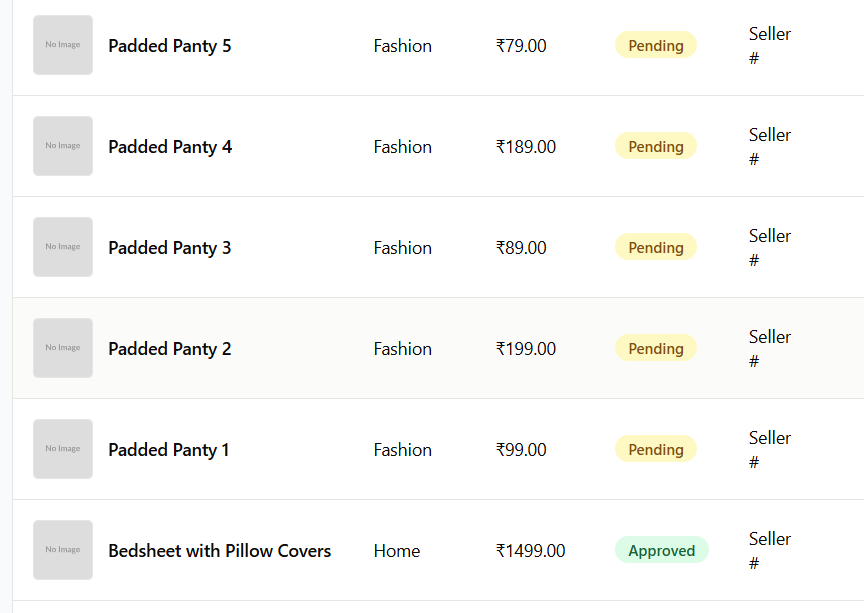 No Image
Padded Panty 5
Fashion
₹79.00
Pending
Seller
#
No Image
Padded Panty 4
Fashion
₹189.00
Pending
Seller
#
No Image
Padded Panty 3
Fashion
₹89.00
Pending
Seller
#
No Image
Padded Panty 2
Fashion
₹199.00
Pending
Seller
#
No Image
Padded Panty 1
Fashion
₹99.00
Pending
Seller
#
No Image
Bedsheet with Pillow Covers
Home
₹1499.00
Approved
Seller
#